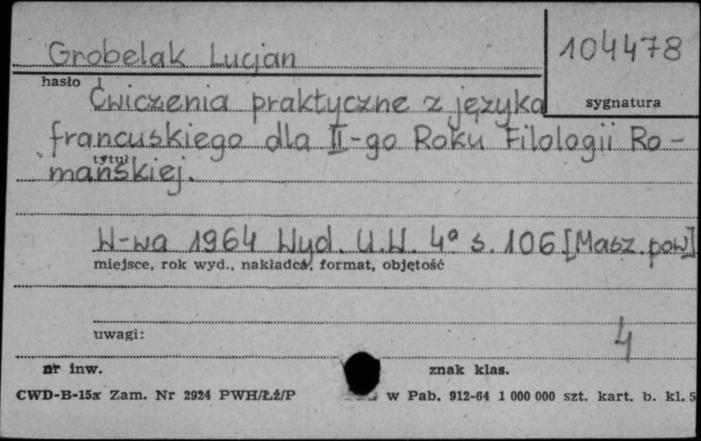 Grobelak Lucjan
104478
hasło
sygnatura
Ćwiczenia praktyczne z języka
francuskiego dla II-go Roku Filologii Ro-
tytuł
mańskiej.
W-wa 1964 Wyd. U.W. 4° s. 106 [Masz. pow]
miejsce, rok wyd., nakładca, format, objętość
uwagi:
4
nr inw.
znak klas.
CWD-B-15x Zam. Nr 2924 PWH/Łź/P
w Pab. 912-64 1 000 000 szt. kart. b. kl. 5